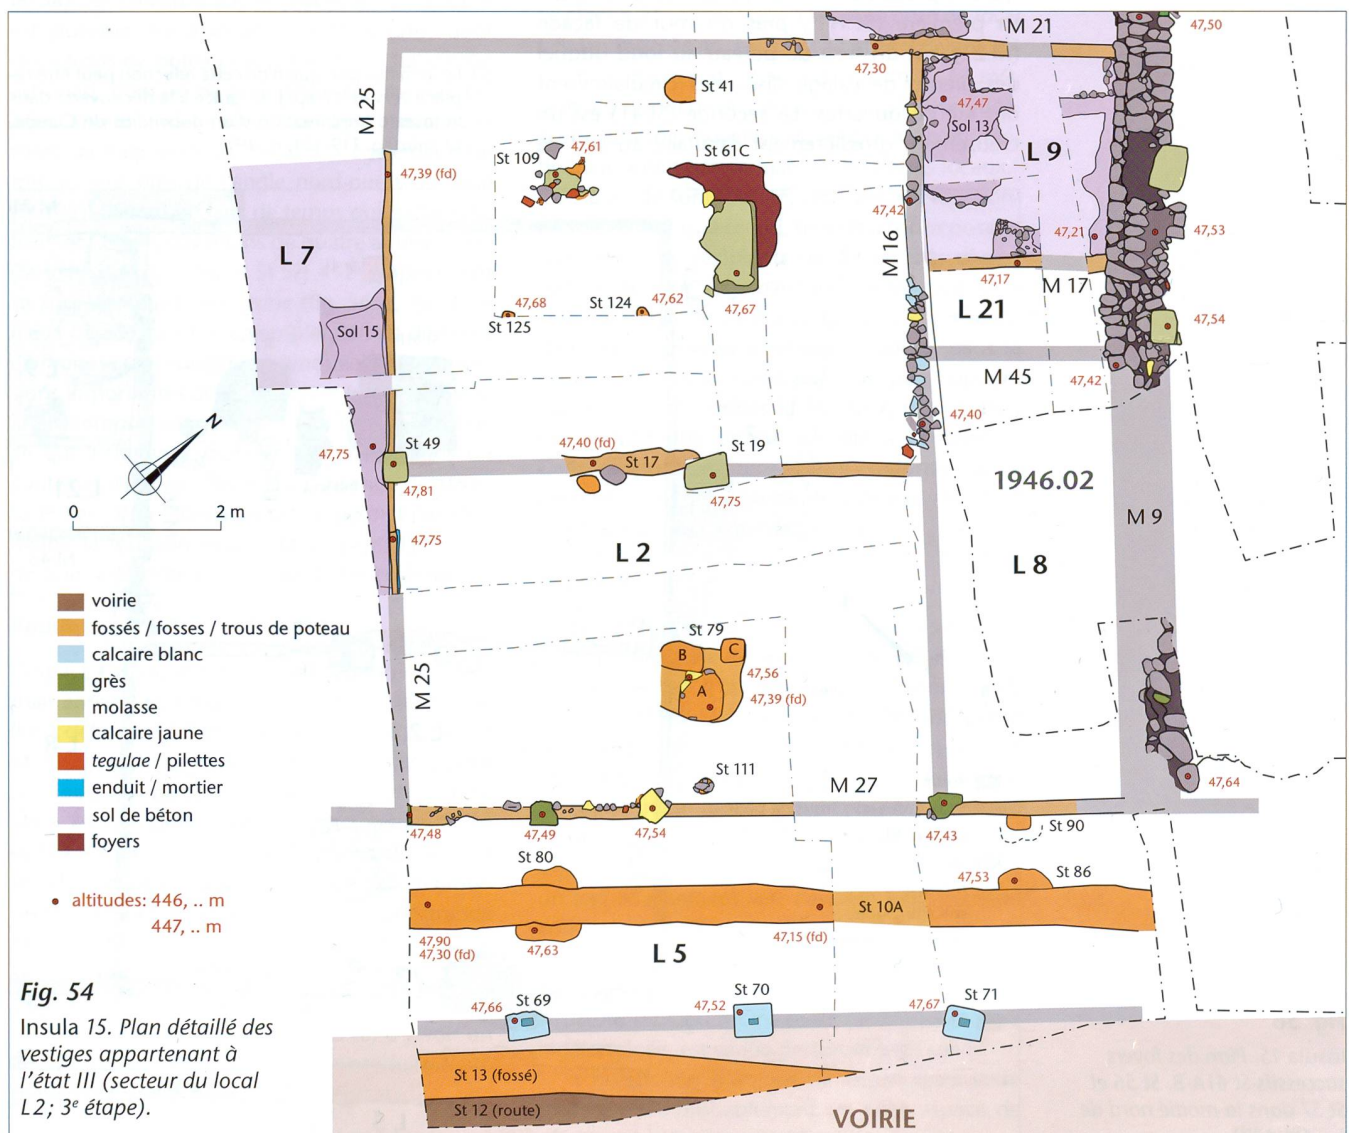 M 21
47,50
47,30
St 41
M 25
47,47
Sol 13
L 9
St 109
47,61
St 61C
47,39 (fd)
47,42
M 16
47,21
47,53
L 7
47,17
M 17
47,68
St 124
47,62
47,67
St 125
L 21
47,54
Sol 15
M 45
47,42
47,40
N
47,75
St 49
47,40 (fd)
St 17
St 19
47,81
47,75
1946.02
M 9
0
2 m
47,75
L 2
L 8
voirie
fossés / fosses / trous de poteau
calcaire blanc
grès
molasse
calcaire jaune
tegulae / pilettes
enduit / mortier
sol de béton
foyers
altitudes: 446, .. m
447, .. m
St 79
B
C
A
47,56
47,39 (fd)
M 25
St 111
M 27
47,64
47,48
47,49
47,54
47,43
St 90
St 80
47,53
St 86
St 10A
47,90
47,30 (fd)
47,63
47,15 (fd)
L 5
47,66
St 69
47,52
St 70
47,67
St 71
St 13 (fossé)
St 12 (route)
VOIRIE
Fig. 54
Insula 15. Plan détaillé des
vestiges appartenant à
l'état III (secteur du local
L2; 3e étape).